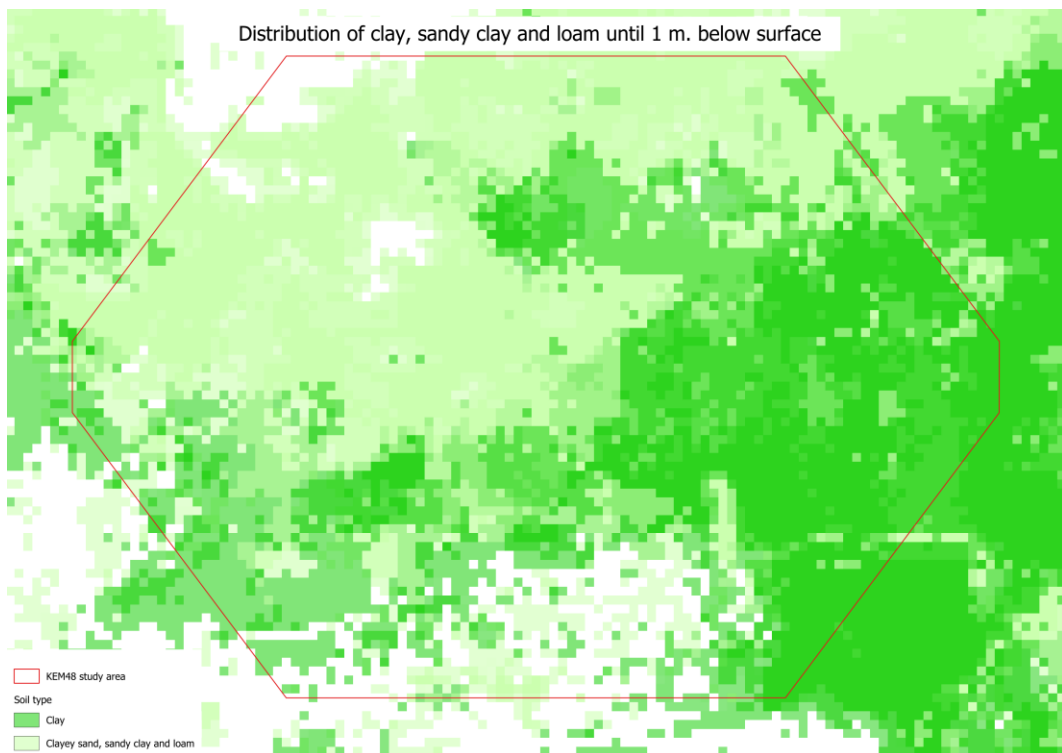 Distribution of clay, sandy clay and loam until 1 m. below surface
KEM48 study area
Soil type
Clay
Clayey sand, sandy clay and loam